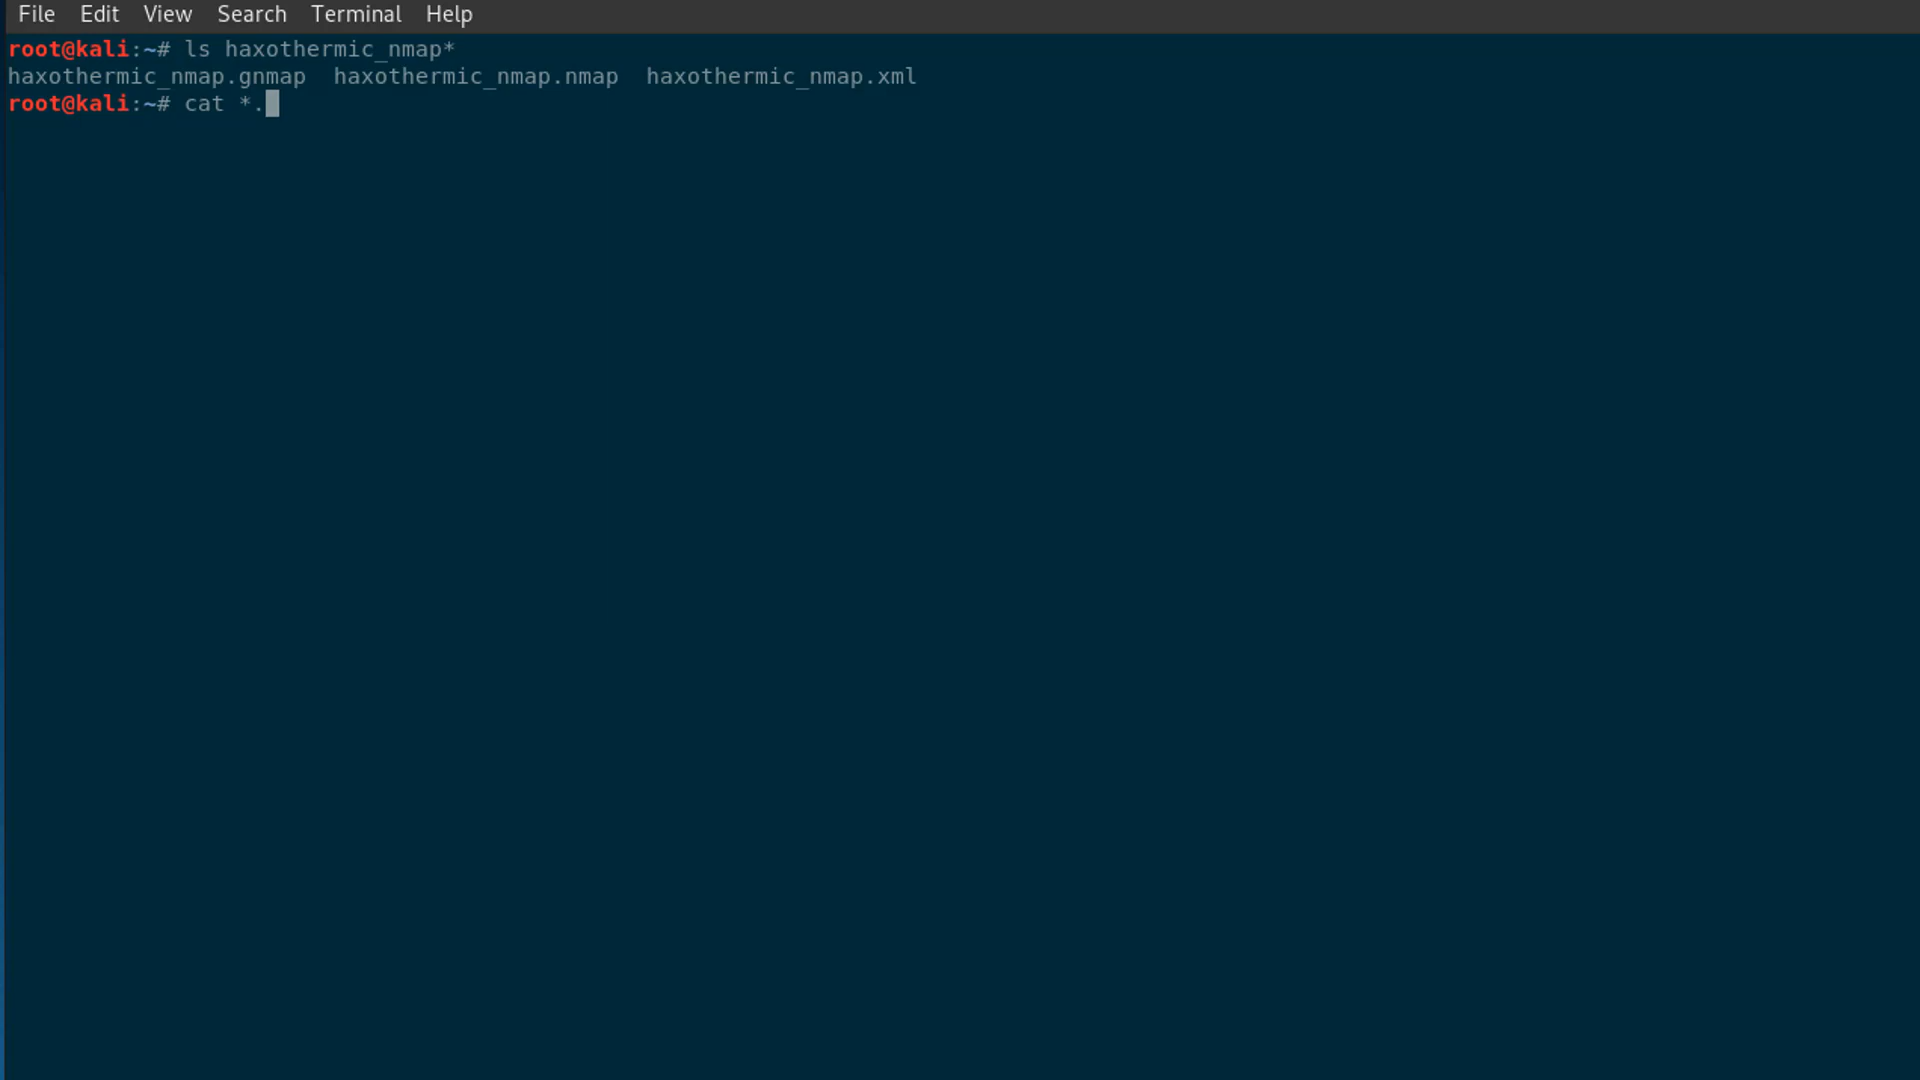 File Edit View Search Terminal Help
root@kali:~# ls haxothermic_nmap*
haxothermic_nmap.gnmap  haxothermic_nmap.nmap  haxothermic_nmap.xml
root@kali:~# cat *.